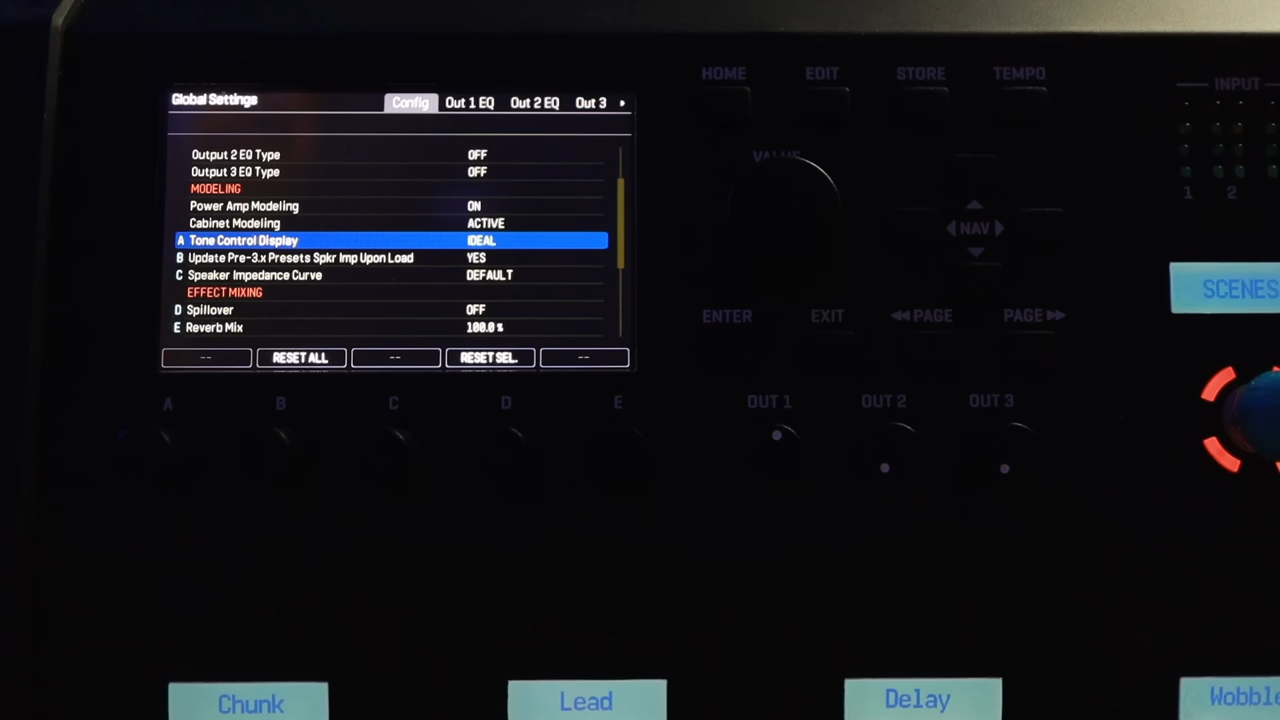 HOME EDIT STORE TEMPO
INPUT
Global Settings Config Out 1 EQ Out 2 EQ Out 3
Output 2 EQ Type OFF
Output 3 EQ Type OFF
VALUE
MODELING
1 2
Power Amp Modeling ON
Cabinet Modeling ACTIVE
NAV
A Tone Control Display IDEAL
B Update Pre-3.x Presets Spkr Imp Upon Load YES
C Speaker Impedance Curve DEFAULT
EFFECT MIXING
SCENES
D Spillover OFF
E Reverb Mix 100.0 %
ENTER EXIT PAGE PAGE
-- RESET ALL -- RESET SEL. --
A B C D E
OUT 1 OUT 2 OUT 3
Chunk Lead Delay Wobble